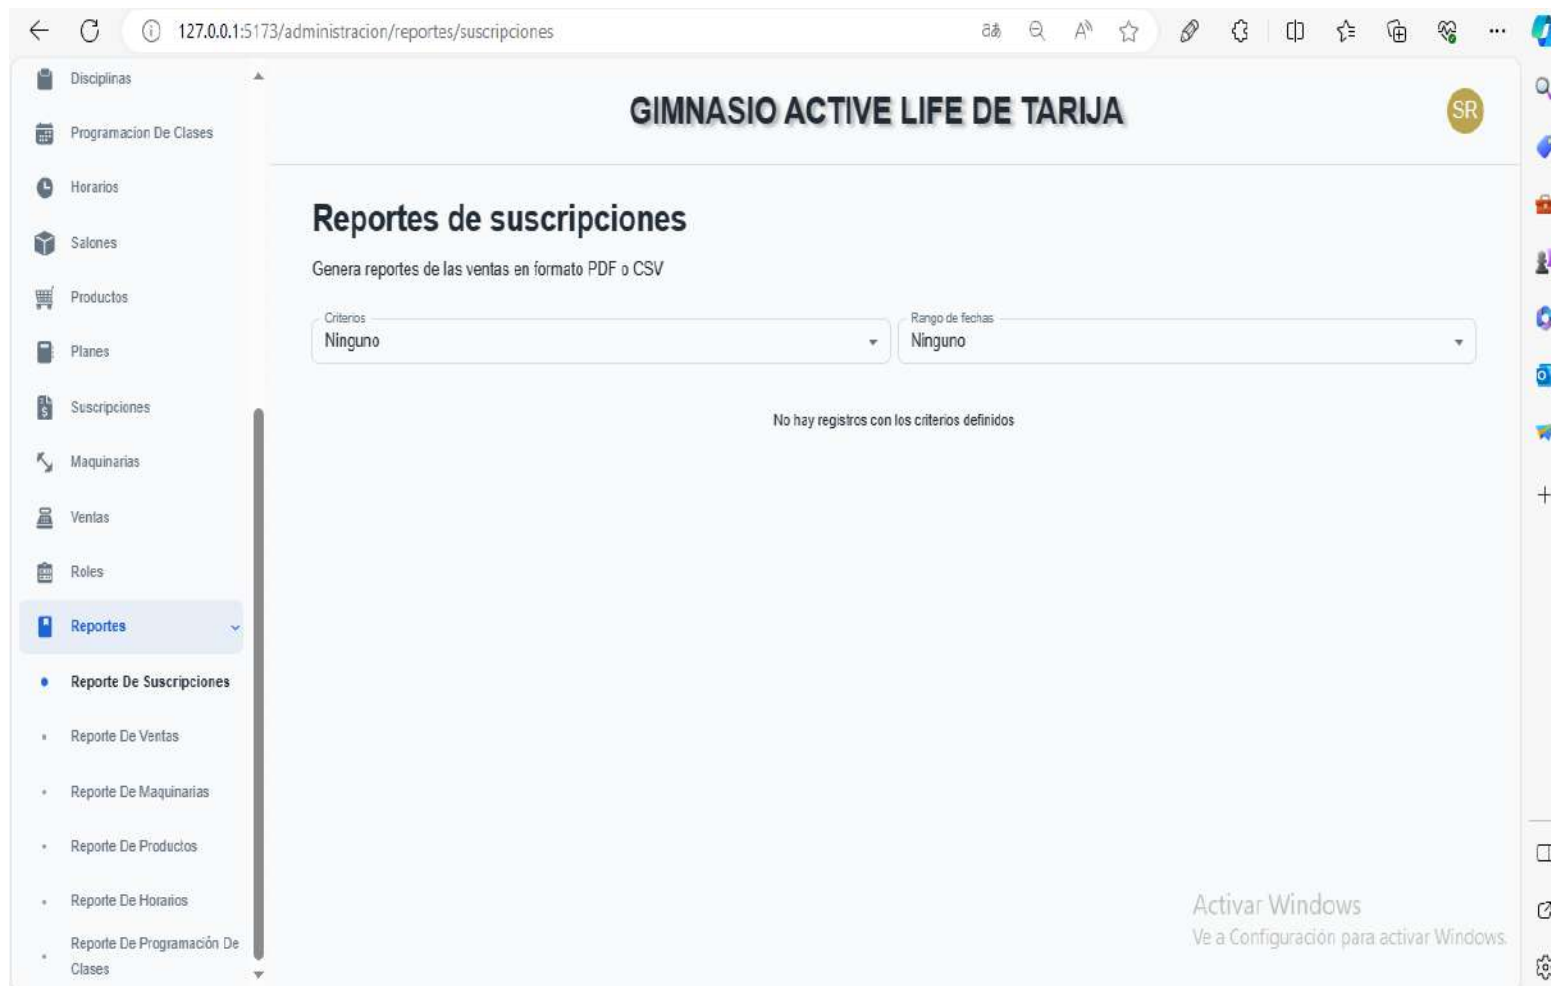 127.0.0.1:5173/administracion/reportes/suscripciones
Disciplinas
Programacion De Clases
Horarios
Salones
Productos
Planes
Suscripciones
Maquinarias
Ventas
Roles
Reportes
Reporte De Suscripciones
Reporte De Ventas
Reporte De Maquinarias
Reporte De Productos
Reporte De Horarios
Reporte De Programación De
Clases
GIMNASIO ACTIVE LIFE DE TARIJA
SR
Reportes de suscripciones
Genera reportes de las ventas en formato PDF o CSV
Criterios
Ninguno
Rango de fechas
Ninguno
No hay registros con los criterios definidos
Activar Windows
Ve a Configuración para activar Windows.